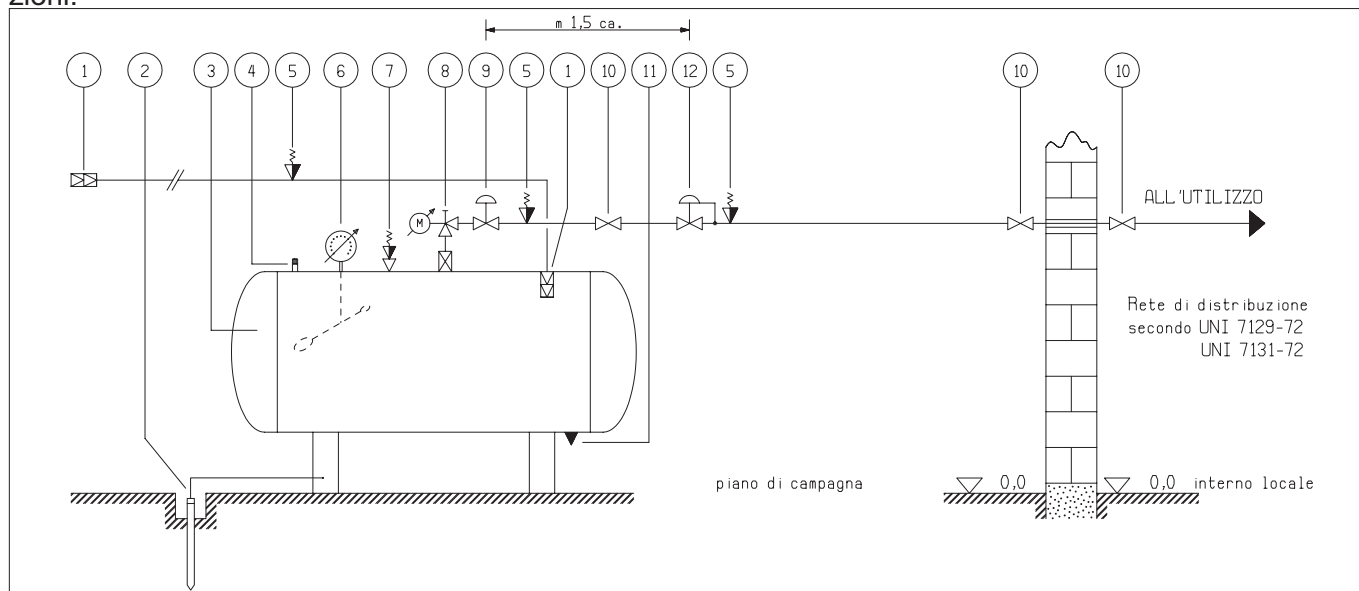 zioni.
m 1,5 ca.
1 2 3 4 5 6 7 8 9 5 1 10 11 12 5 10 10
M
ALL'UTILIZZO
Rete di distribuzione
secondo UNI 7129-72
UNI 7131-72
piano di campagna
0,0
0,0 interno locale